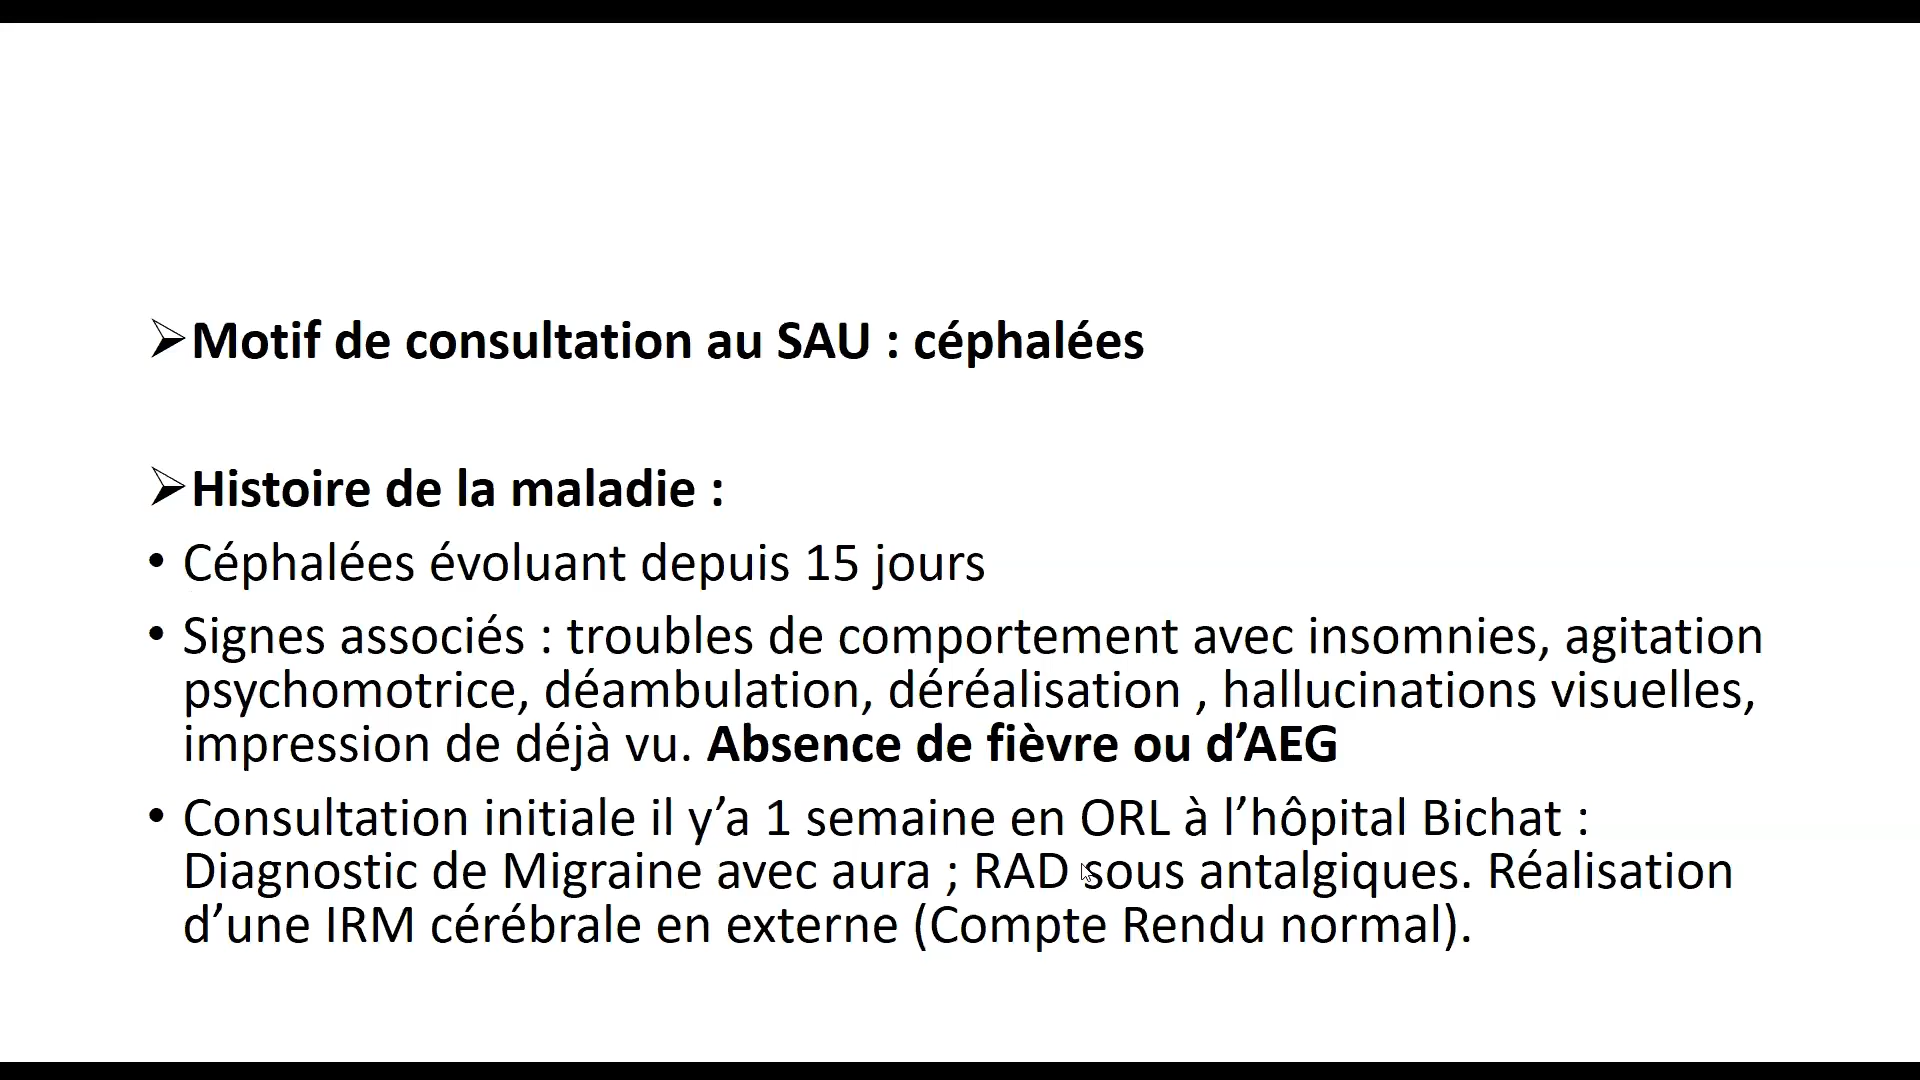 ➢Motif de consultation au SAU : céphalées
➢Histoire de la maladie :
• Céphalées évoluant depuis 15 jours
• Signes associés : troubles de comportement avec insomnies, agitation
psychomotrice, déambulation, déréalisation , hallucinations visuelles,
impression de déjà vu. Absence de fièvre ou d’AEG
• Consultation initiale il y’a 1 semaine en ORL à l’hôpital Bichat :
Diagnostic de Migraine avec aura ; RAD sous antalgiques. Réalisation
d’une IRM cérébrale en externe (Compte Rendu normal).